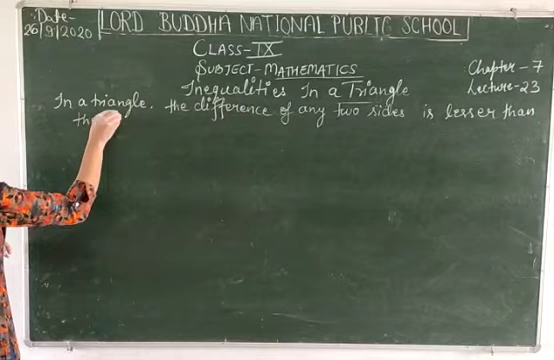 Date-
26/9/2020
LORD BUDDHA NATIONAL PUBLIC SCHOOL
CLASS-IX
SUBJECT-MATHEMATICS
Chapter-7
Inequalities In a Triangle
Lecture-23
In a triangle, the difference of any two sides is lesser than
th